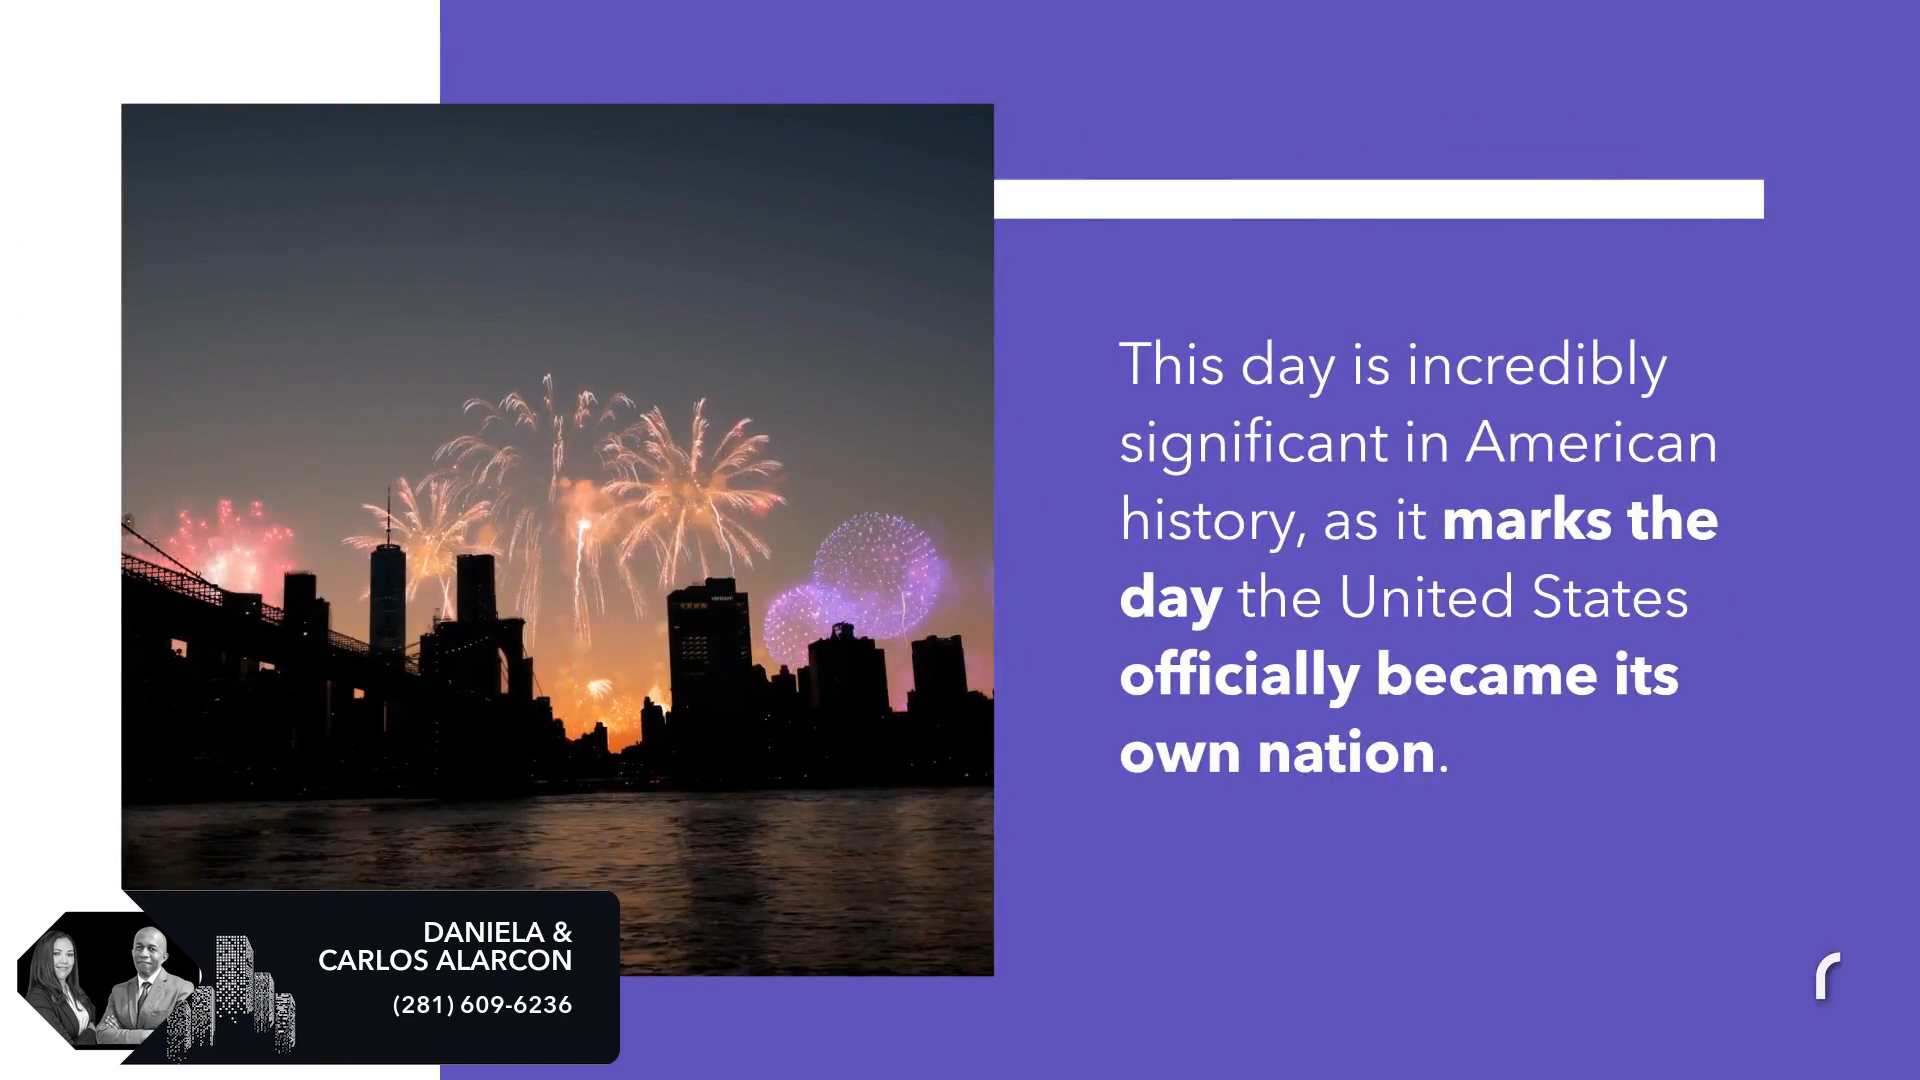 This day is incredibly
significant in American
history, as it marks the
day the United States
officially became its
own nation.
verizon
DANIELA &
CARLOS ALARCON
(281) 609-6236